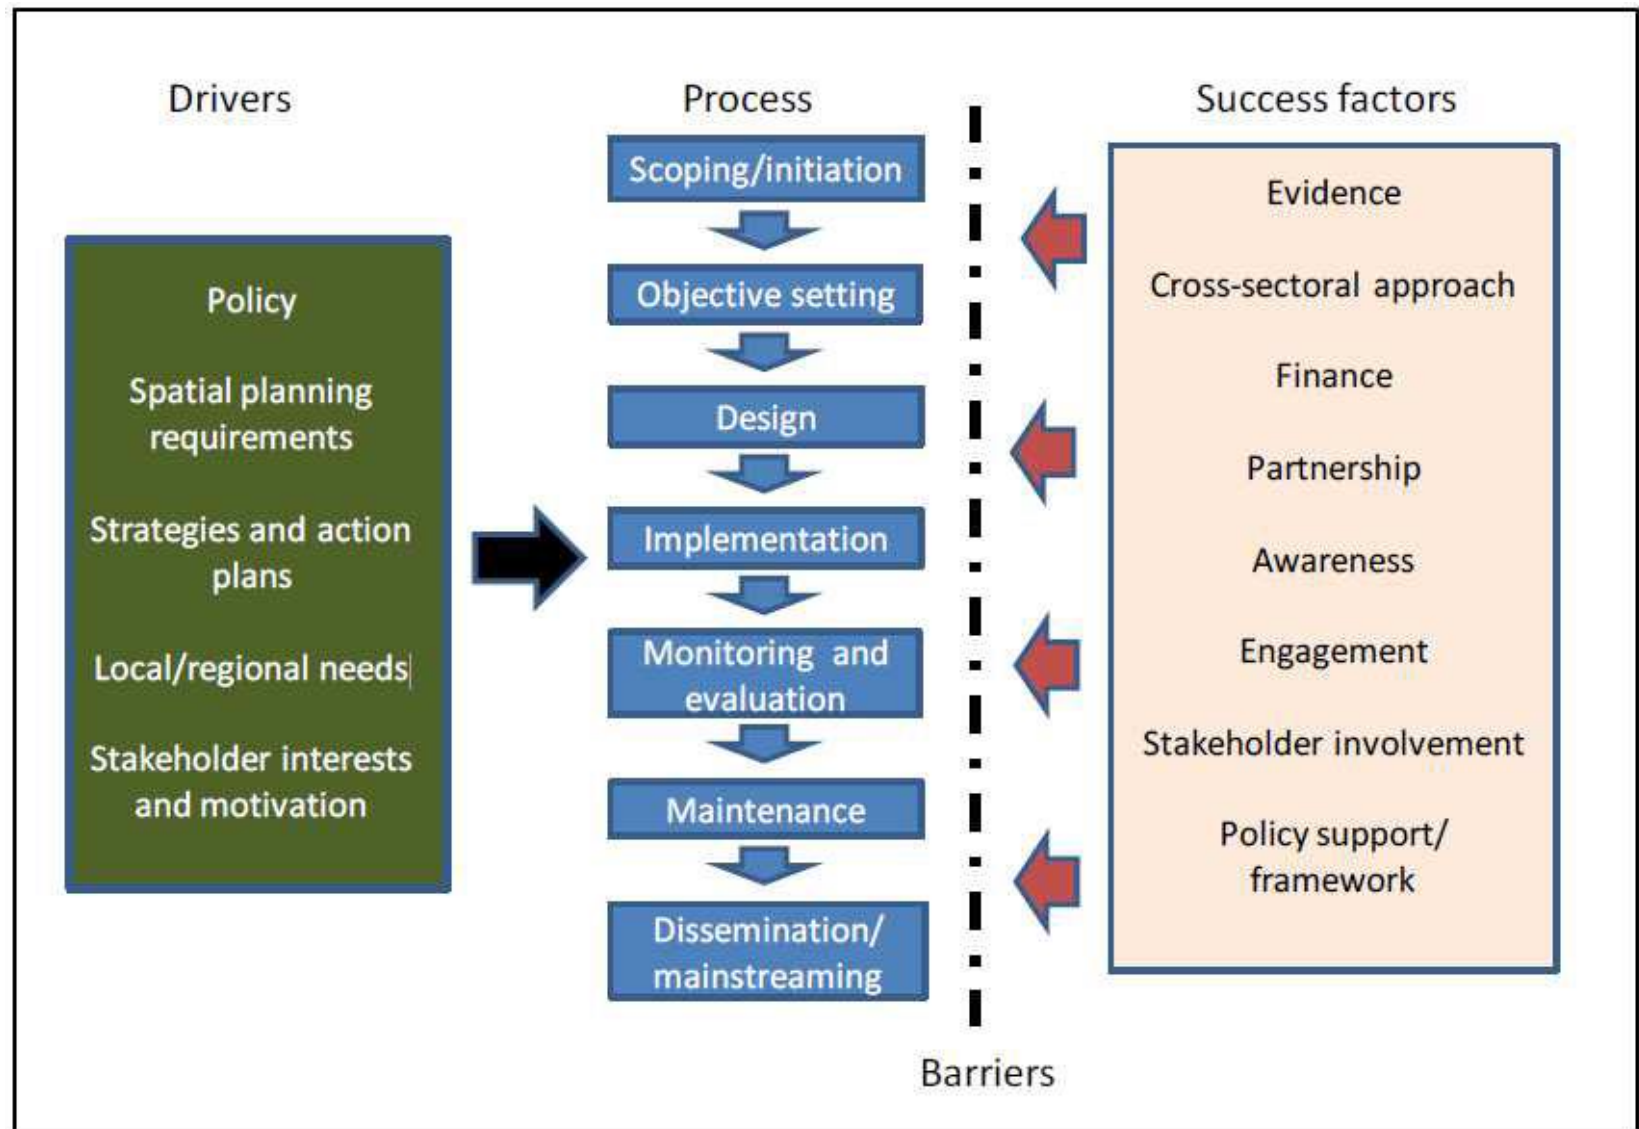 Drivers
Policy
Spatial planning
requirements
Strategies and action
plans
Local/regional needs
Stakeholder interests
and motivation
Process
Scoping/initiation
Objective setting
Design
Implementation
Monitoring and
evaluation
Maintenance
Dissemination/
mainstreaming
Barriers
Success factors
Evidence
Cross-sectoral approach
Finance
Partnership
Awareness
Engagement
Stakeholder involvement
Policy support/
framework